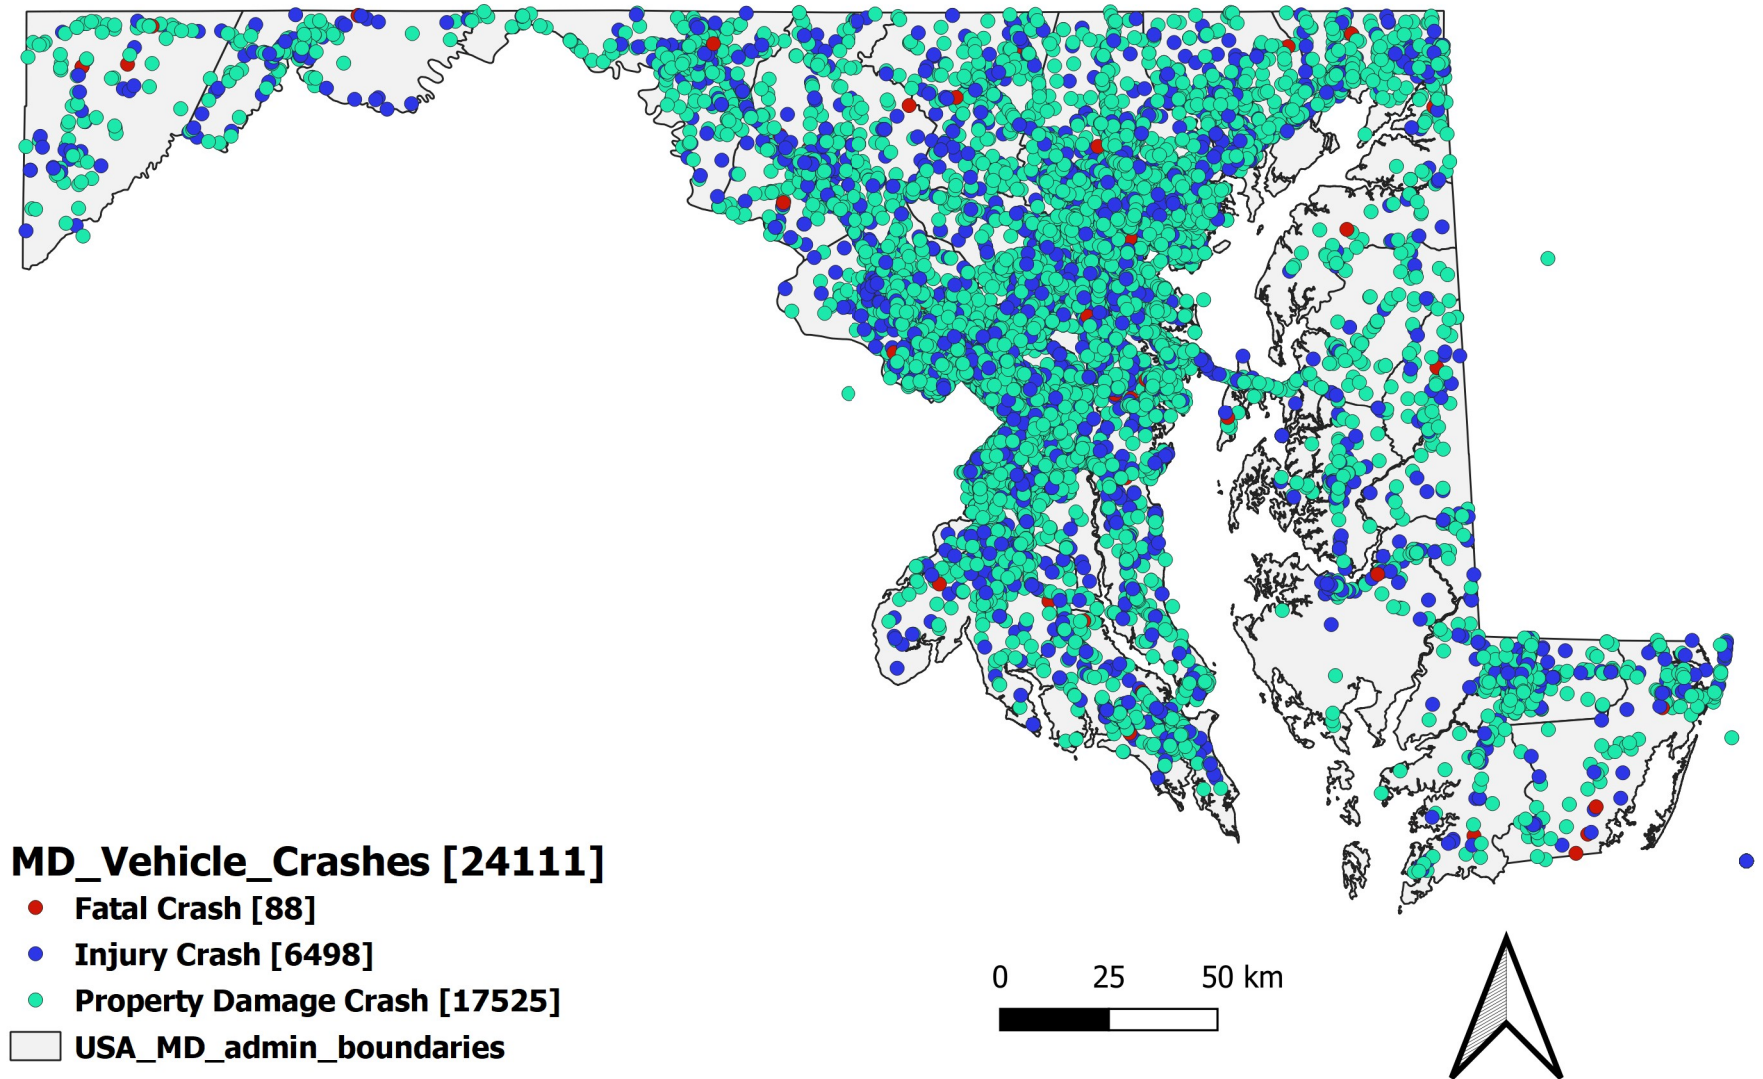 MD_Vehicle_Crashes [24111]
Fatal Crash [88]
Injury Crash [6498]
Property Damage Crash [17525]
USA_MD_admin_boundaries
0 25 50 km